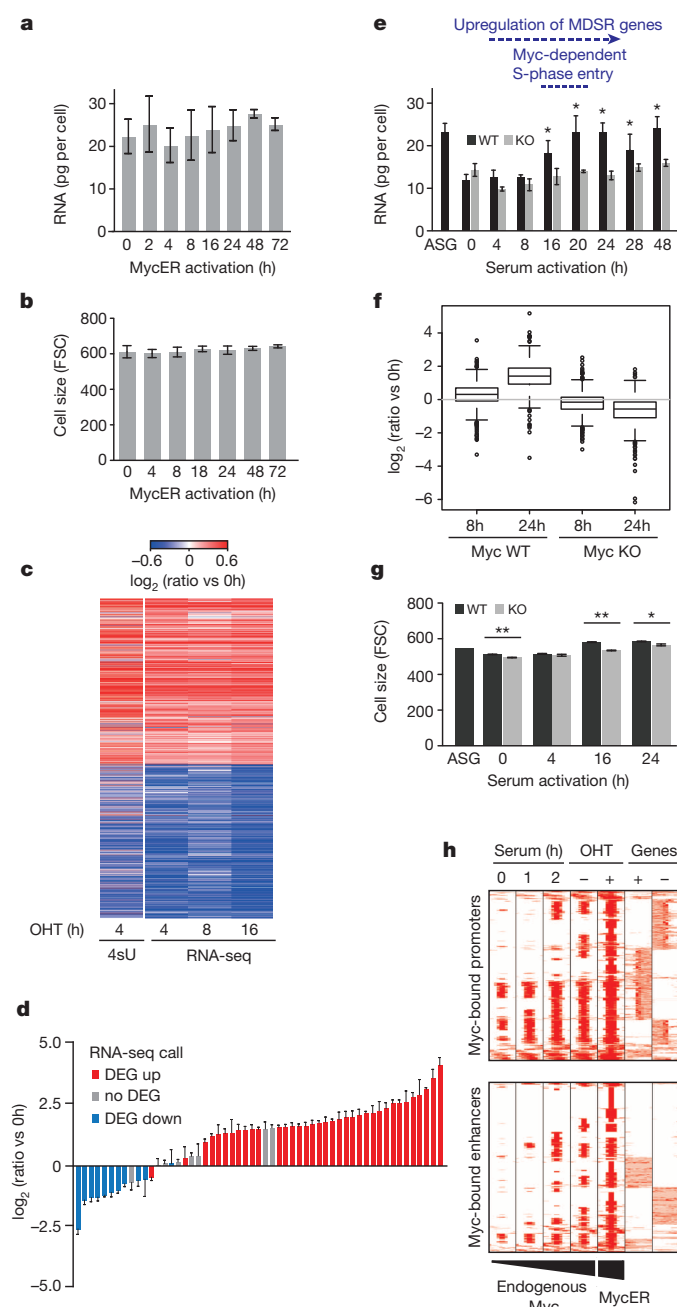 a
RNA (pg per cell)
30
20
10
0
0 2 4 8 16 24 48 72
MycER activation (h)
b
Cell size (FSC)
800
600
400
200
0
0 4 8 18 24 48 72
MycER activation (h)
c
−0.6 0 0.6
log2 (ratio vs 0h)
OHT (h) 4 4 8 16
4sU RNA-seq
d
log2 (ratio vs 0h)
5.0
2.5
0
−2.5
−5.0
RNA-seq call
DEG up
no DEG
DEG down
e
Upregulation of MDSR genes
Myc-dependent
S-phase entry
RNA (pg per cell)
30
20
10
0
WT KO
* * * * *
ASG 0 4 8 16 20 24 28 48
Serum activation (h)
f
log2 (ratio vs 0h)
4
2
0
−2
−4
−6
8h 24h 8h 24h
Myc WT Myc KO
g
Cell size (FSC)
800
600
400
200
0
WT KO
** ** *
ASG 0 4 16 24
Serum activation (h)
h
Serum (h) OHT Genes
0 1 2 − + + −
Myc-bound promoters
Myc-bound enhancers
Endogenous
Myc MycER